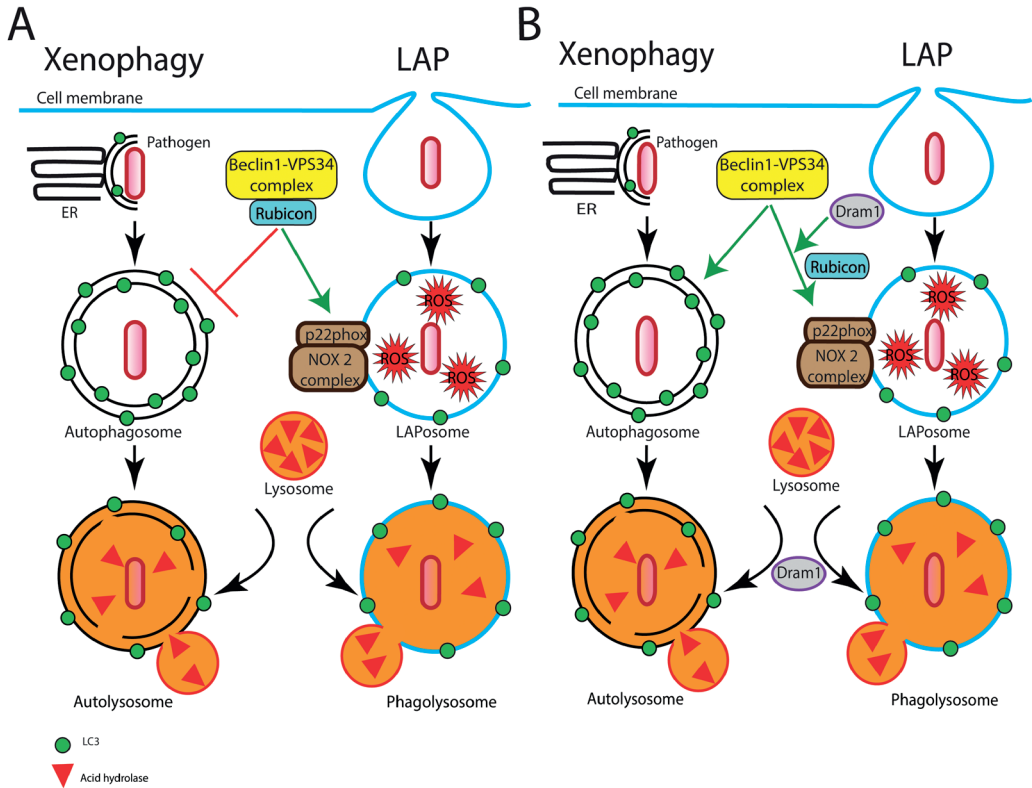 A
Xenophagy
LAP
Cell membrane
Pathogen
Beclin1-VPS34
complex
Rubicon
ER
ROS
p22phox
ROS
NOX 2
complex
ROS
Autophagosome
LAPosome
Lysosome
Autolysosome
Phagolysosome
LC3
Acid hydrolase
B
Xenophagy
LAP
Cell membrane
Pathogen
Beclin1-VPS34
complex
Dram1
ER
Rubicon
ROS
p22phox
ROS
NOX 2
complex
ROS
Autophagosome
LAPosome
Lysosome
Dram1
Autolysosome
Phagolysosome